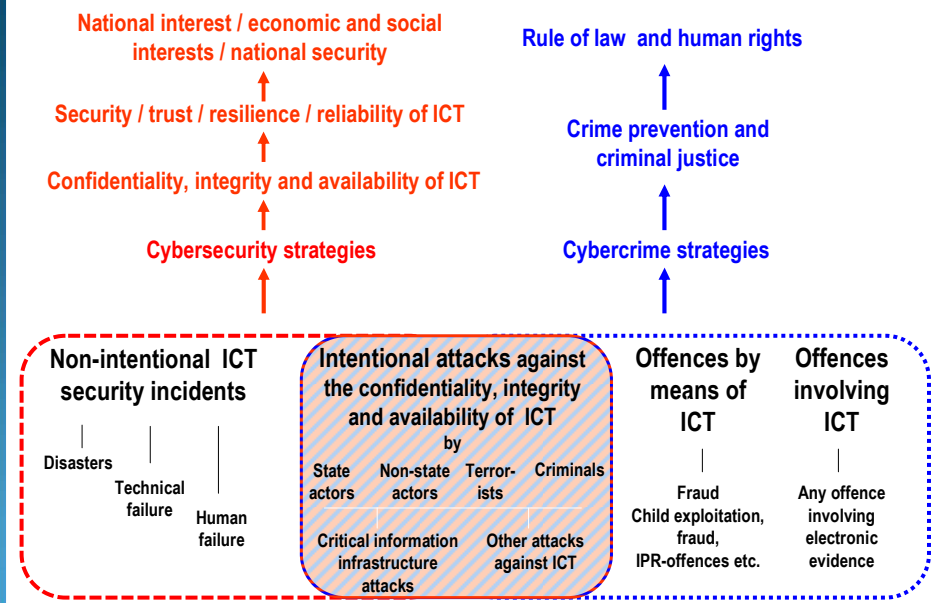 National interest / economic and social
interests / national security
Security / trust / resilience / reliability of ICT
Confidentiality, integrity and availability of ICT
Cybersecurity strategies
Rule of law and human rights
Crime prevention and
criminal justice
Cybercrime strategies
Non-intentional ICT
security incidents
Disasters
Technical
failure
Human
failure
Intentional attacks against
the confidentiality, integrity
and availability of ICT
by
State
actors
Non-state
actors
Terror-
ists
Criminals
Critical information
infrastructure
attacks
Other attacks
against ICT
Offences by
means of
ICT
Fraud
Child exploitation,
fraud,
IPR-offences etc.
Offences
involving
ICT
Any offence
involving
electronic
evidence